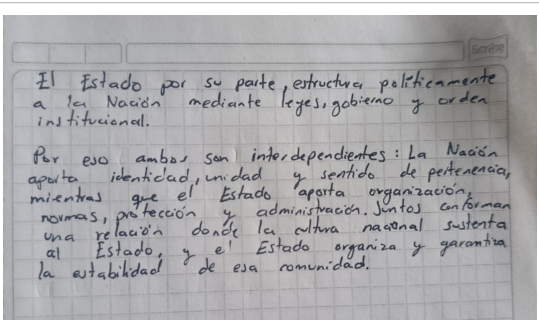 Scribe
El Estado por su parte, estructura políticamente
a la Nación mediante leyes, gobierno y orden
institucional.
Por eso ambos son interdependientes: La Nación
aporta identidad, unidad y sentido de pertenencia,
mientras que el Estado aporta organización,
normas, protección y administración. Juntos conforman
una relación donde la cultura nacional sustenta
al Estado, y el Estado organiza y garantiza
la estabilidad de esa comunidad.